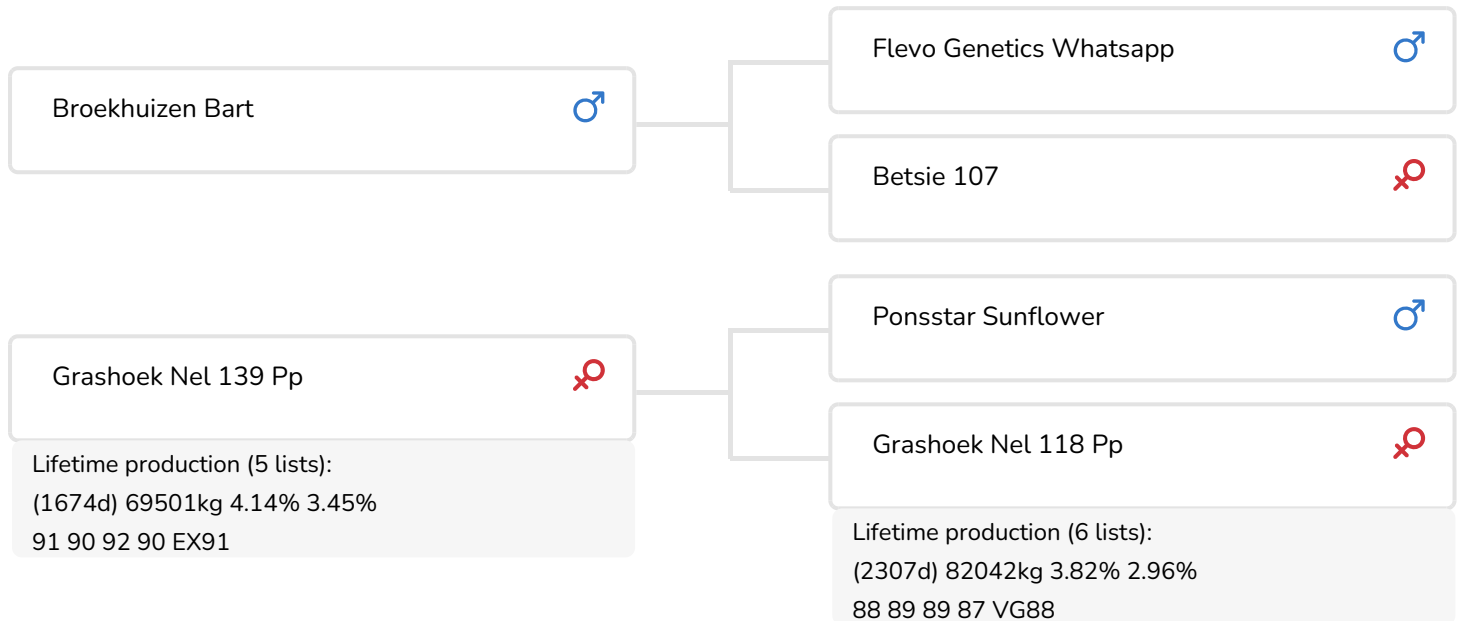 Flevo Genetics Whatsapp
Broekhuizen Bart
Betsie 107
Ponsstar Sunflower
Grashoek Nel 139 Pp
Lifetime production (5 lists):
(1674d) 69501kg 4.14% 3.45%
91 90 92 90 EX91
Grashoek Nel 118 Pp
Lifetime production (6 lists):
(2307d) 82042kg 3.82% 2.96%
88 89 89 87 VG88